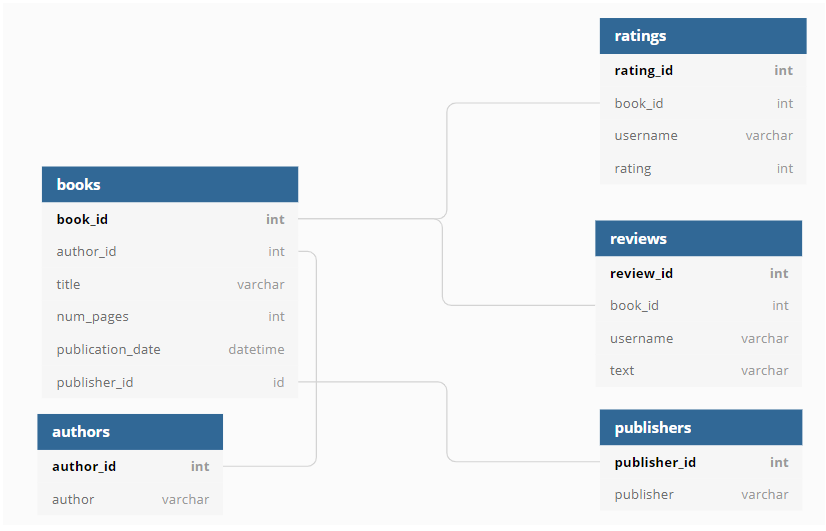 ratings
rating_id int
book_id int
username varchar
rating int
books
book_id int
author_id int
title varchar
num_pages int
publication_date datetime
publisher_id id
reviews
review_id int
book_id int
username varchar
text varchar
authors
author_id int
author varchar
publishers
publisher_id int
publisher varchar